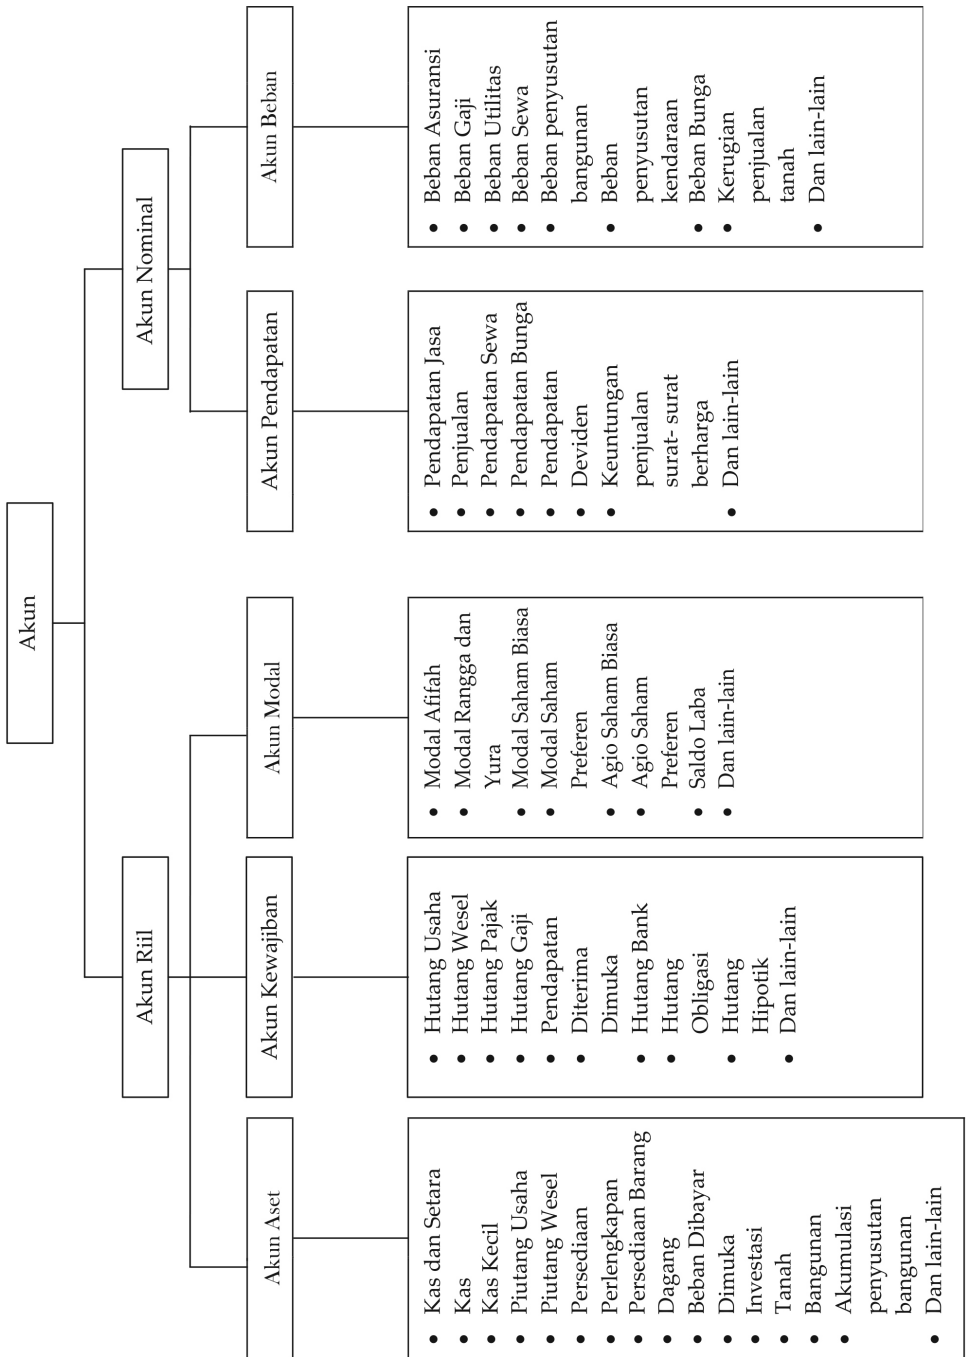 Akun
Akun Riil
Akun Nominal
Akun Aset
Akun Kewajiban
Akun Modal
Akun Pendapatan
Akun Beban
• Kas dan Setara
• Kas
• Kas Kecil
• Piutang Usaha
• Piutang Wesel
• Persediaan
• Perlengkapan
• Persediaan Barang
• Dagang
• Beban Dibayar
• Dimuka
• Investasi
• Tanah
• Bangunan
• Akumulasi
penyusutan
bangunan
• Dan lain-lain
• Hutang Usaha
• Hutang Wesel
• Hutang Pajak
• Hutang Gaji
• Pendapatan
• Diterima
Dimuka
• Hutang Bank
• Hutang
Obligasi
• Hutang
Hipotik
• Dan lain-lain
• Modal Afifah
• Modal Rangga dan
Yura
• Modal Saham Biasa
• Modal Saham
Preferen
• Agio Saham Biasa
• Agio Saham
Preferen
• Saldo Laba
• Dan lain-lain
• Pendapatan Jasa
• Penjualan
• Pendapatan Sewa
• Pendapatan Bunga
• Pendapatan
• Deviden
• Keuntungan
penjualan
surat- surat
berharga
• Dan lain-lain
• Beban Asuransi
• Beban Gaji
• Beban Utilitas
• Beban Sewa
• Beban penyusutan
bangunan
• Beban
penyusutan
kendaraan
• Beban Bunga
• Kerugian
penjualan
tanah
• Dan lain-lain